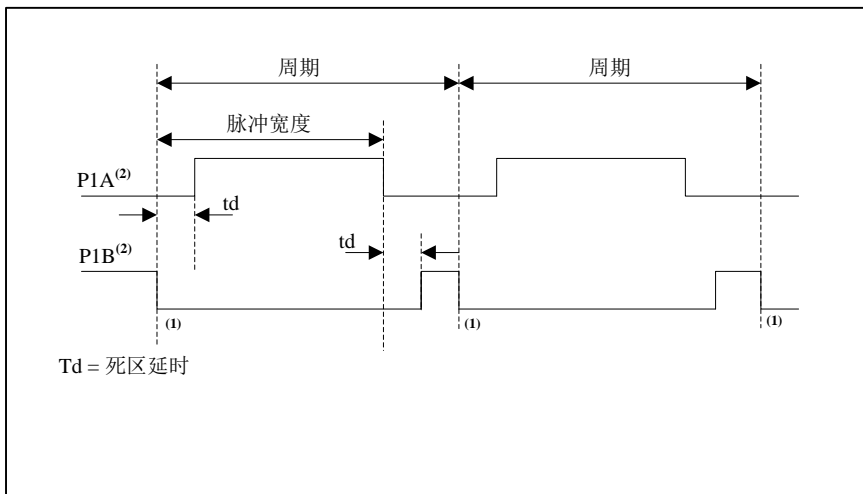 周期 周期
脉冲宽度
P1A(2)
td
td
P1B(2)
(1) (1) (1)
Td = 死区延时